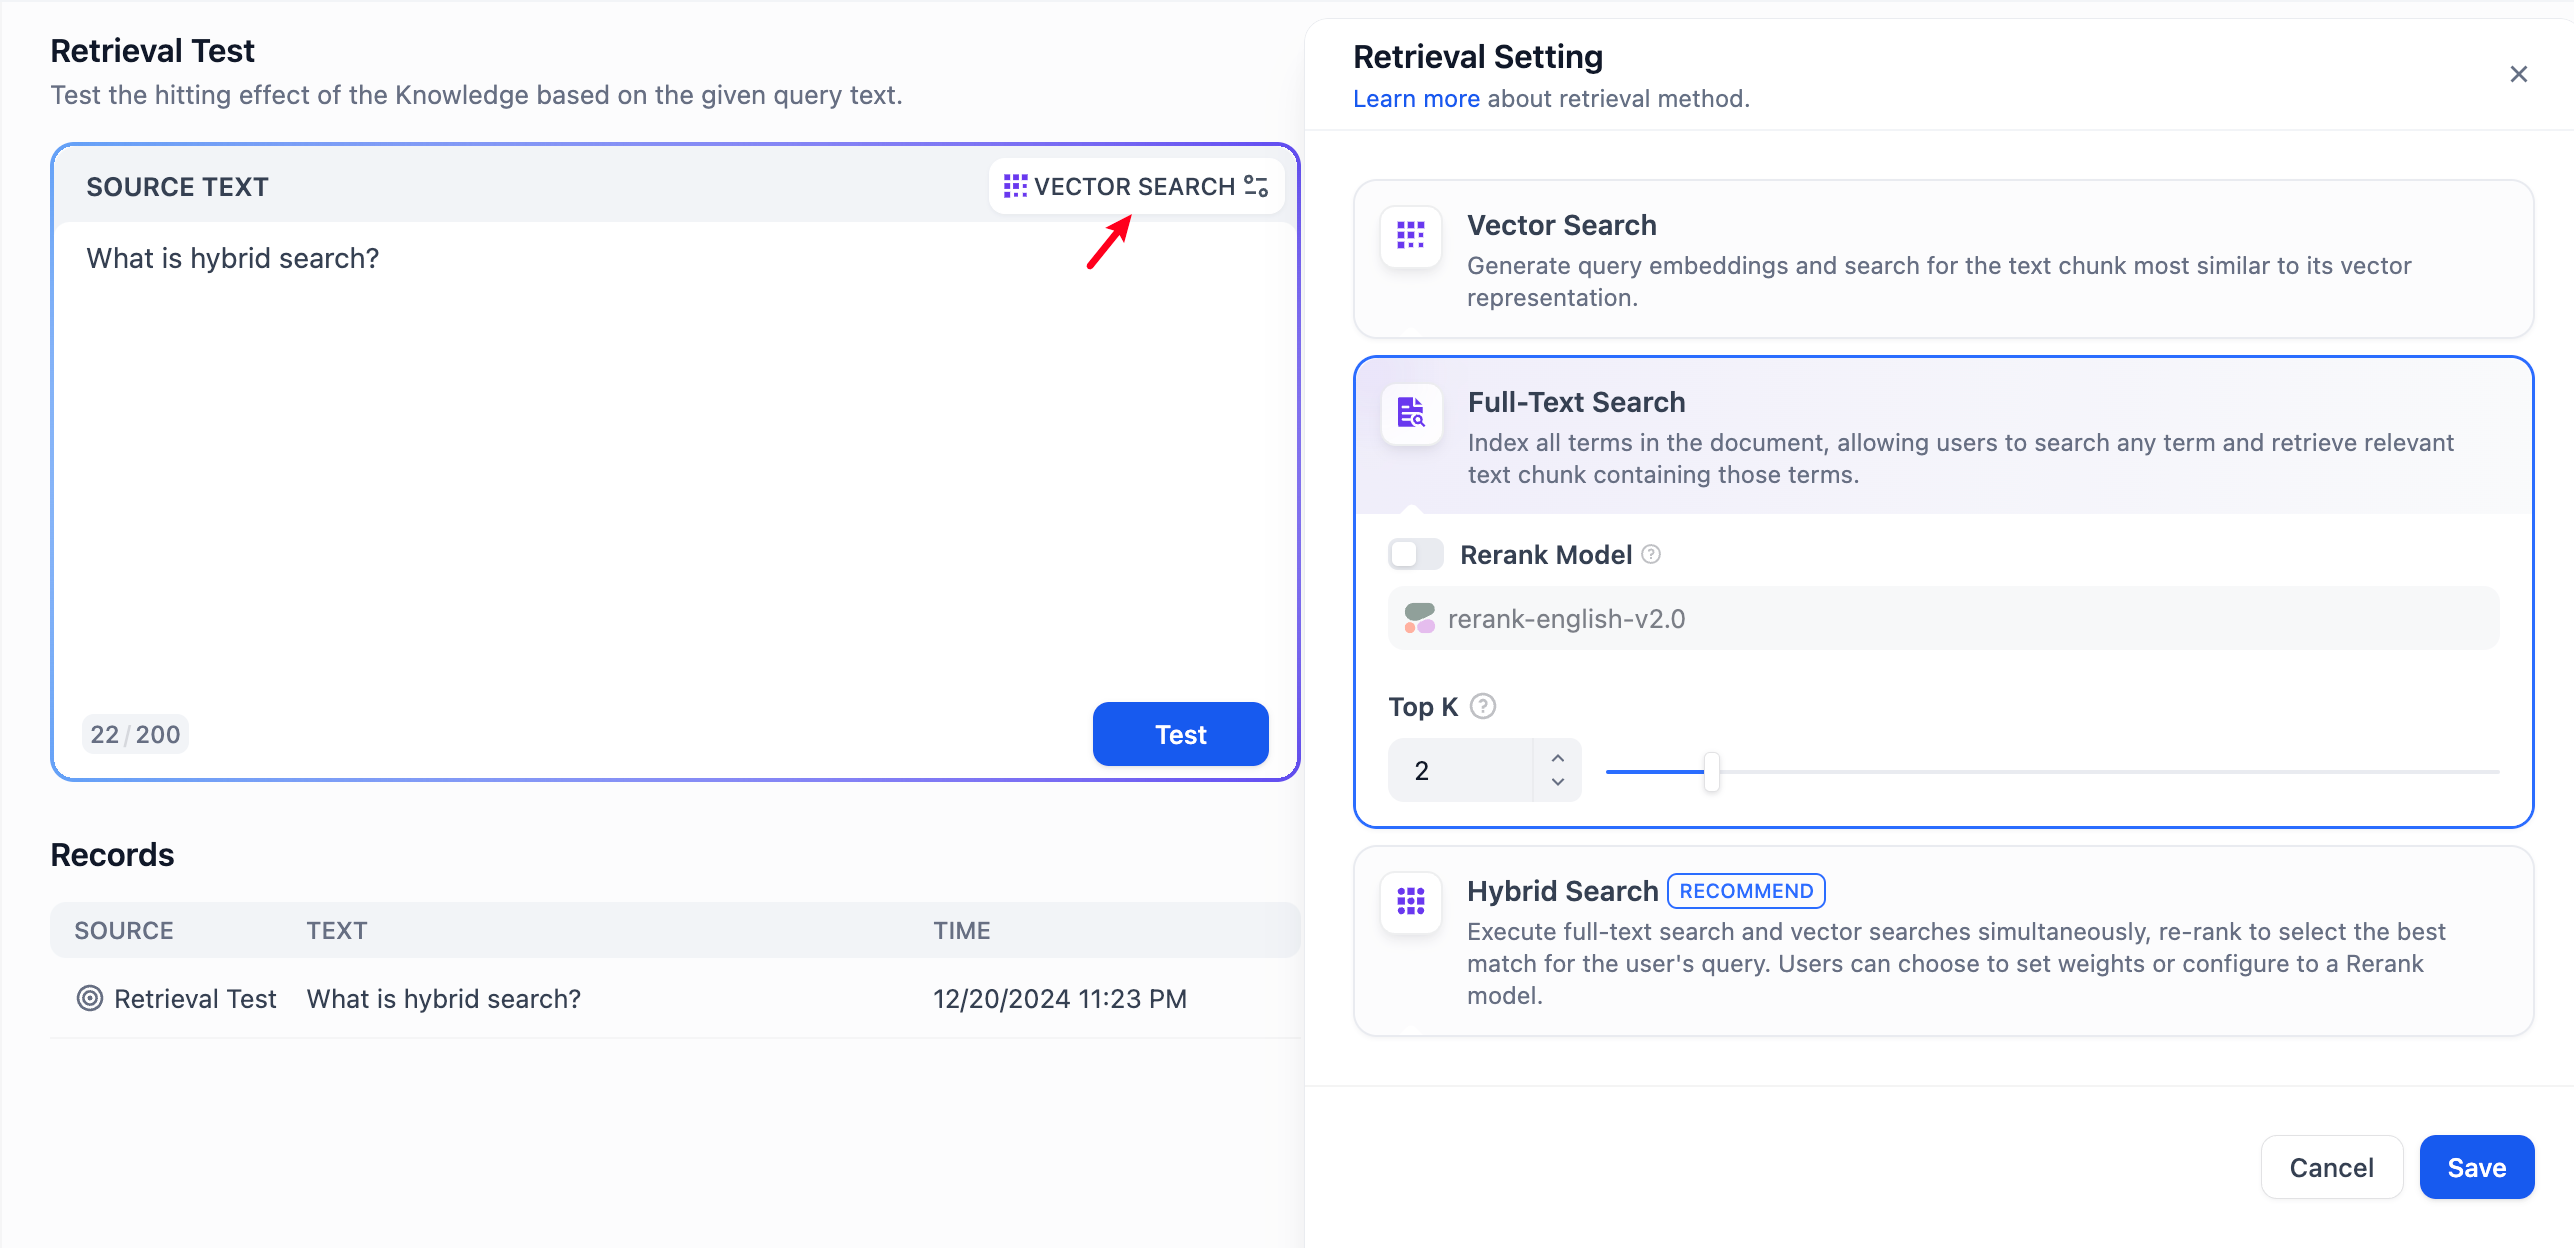 Retrieval Test
Test the hitting effect of the Knowledge based on the given query text.
SOURCE TEXT
VECTOR SEARCH
What is hybrid search?
22 / 200
Test
Records
SOURCE TEXT TIME
Retrieval Test What is hybrid search? 12/20/2024 11:23 PM
Retrieval Setting
Learn more about retrieval method.
Vector Search
Generate query embeddings and search for the text chunk most similar to its vector
representation.
Full-Text Search
Index all terms in the document, allowing users to search any term and retrieve relevant
text chunk containing those terms.
Rerank Model
rerank-english-v2.0
Top K
2
Hybrid Search RECOMMEND
Execute full-text search and vector searches simultaneously, re-rank to select the best
match for the user's query. Users can choose to set weights or configure to a Rerank
model.
Cancel
Save